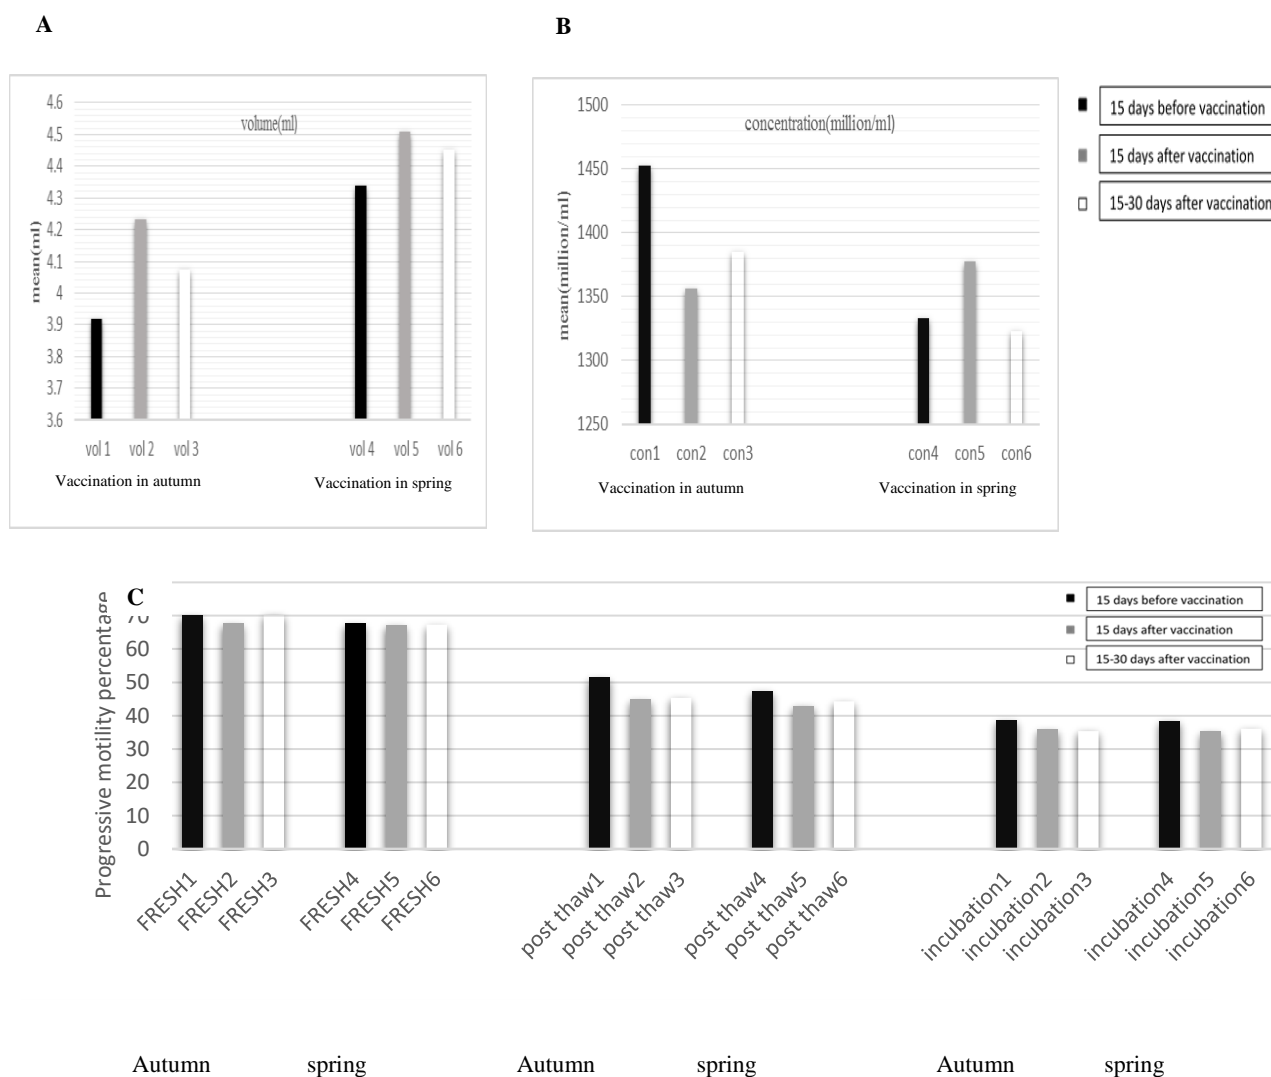 A
B
volume(ml)
mean(ml)
4.6
4.5
4.4
4.3
4.2
4.1
4
3.9
3.8
3.7
3.6
vol 1 vol 2 vol 3 vol 4 vol 5 vol 6
Vaccination in autumn Vaccination in spring
concentration(million/ml)
mean(million/ml)
1500
1450
1400
1350
1300
1250
con1 con2 con3 con4 con5 con6
Vaccination in autumn Vaccination in spring
15 days before vaccination
15 days after vaccination
15-30 days after vaccination
C
Progressive motility percentage
70
60
50
40
30
20
10
0
15 days before vaccination
15 days after vaccination
15-30 days after vaccination
FRESH1 FRESH2 FRESH3 FRESH4 FRESH5 FRESH6 post thaw1 post thaw2 post thaw3 post thaw4 post thaw5 post thaw6 incubation1 incubation2 incubation3 incubation4 incubation5 incubation6
Autumn spring Autumn spring Autumn spring